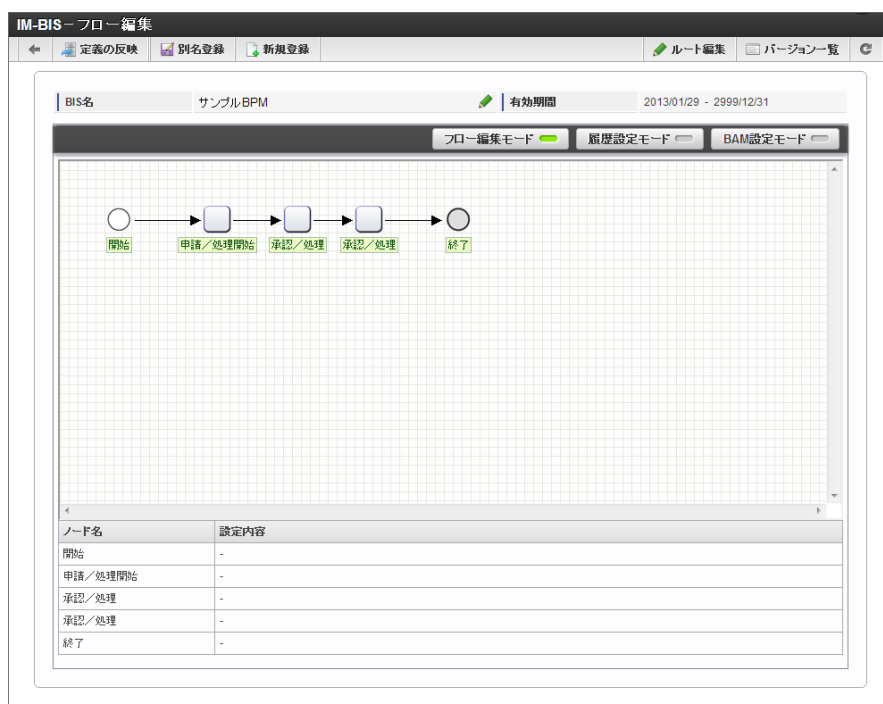 IM-BIS－フロー編集
定義の反映 別名登録 新規登録 ルート編集 バージョン一覧
BIS名 サンプルBPM 有効期間 2013/01/29 - 2999/12/31
フロー編集モード 履歴設定モード BAM設定モード
開始 申請／処理開始 承認／処理 承認／処理 終了
ノード名 設定内容
開始 -
申請／処理開始 -
承認／処理 -
承認／処理 -
終了 -